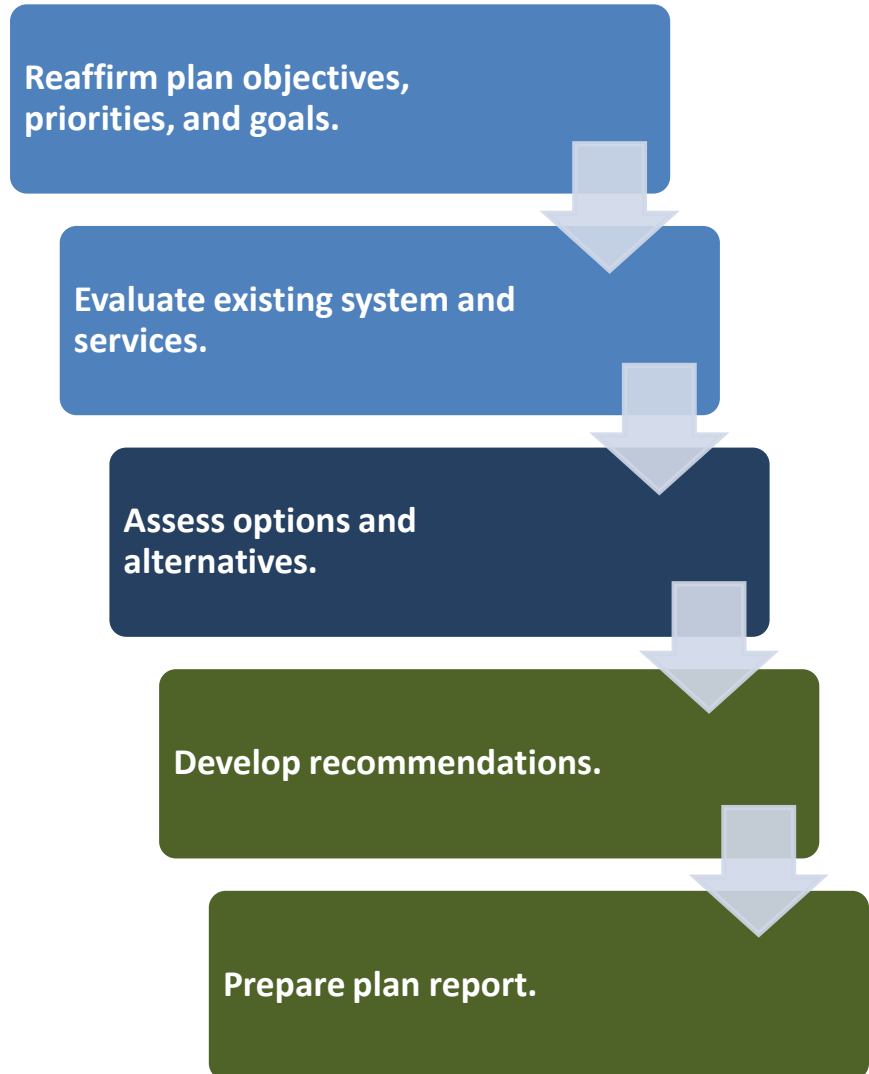 Reaffirm plan objectives,
priorities, and goals.
Evaluate existing system and
services.
Assess options and
alternatives.
Develop recommendations.
Prepare plan report.